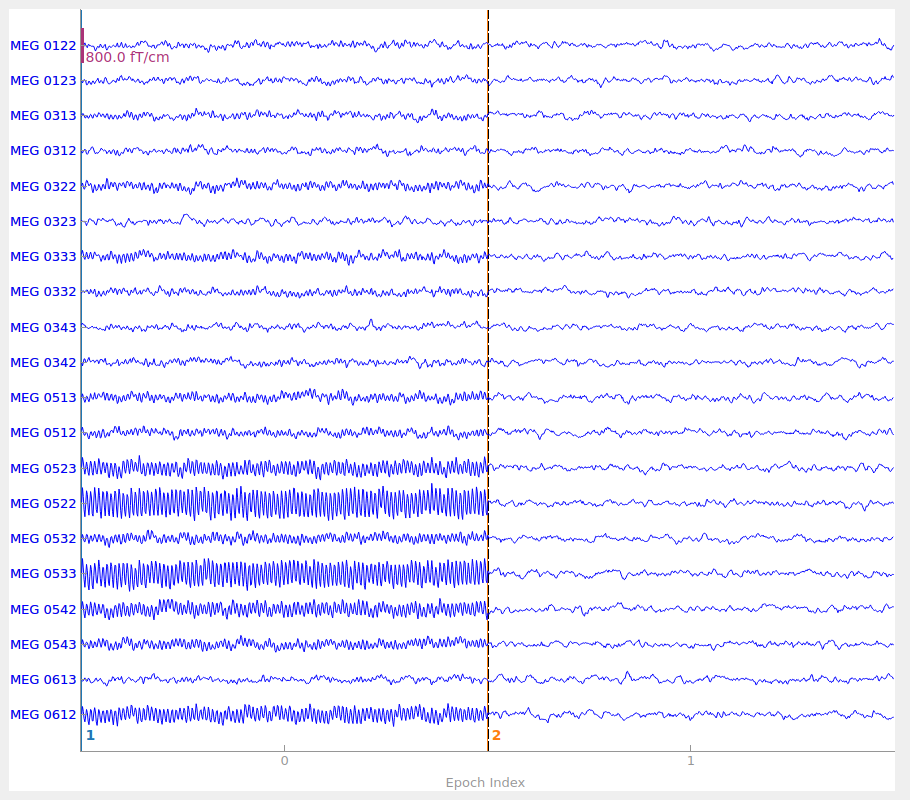 MEG 0122
800.0 fT/cm
MEG 0123
MEG 0313
MEG 0312
MEG 0322
MEG 0323
MEG 0333
MEG 0332
MEG 0343
MEG 0342
MEG 0513
MEG 0512
MEG 0523
MEG 0522
MEG 0532
MEG 0533
MEG 0542
MEG 0543
MEG 0613
MEG 0612
1 2
0 1
Epoch Index